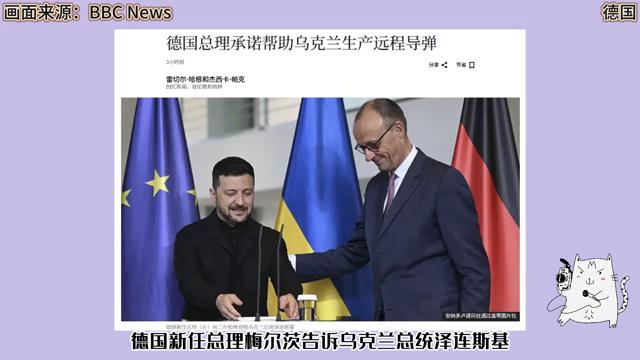 画面来源：BBC News
德国
德国总理承诺帮助乌克兰生产远程导弹
3小时前
分享
节省
雷切尔·哈根和杰西卡·帕克
BBC新闻，驻伦敦和柏林
安纳多卢通讯社通过盖蒂图片社
德国新任总理梅尔茨告诉乌克兰总统泽连斯基